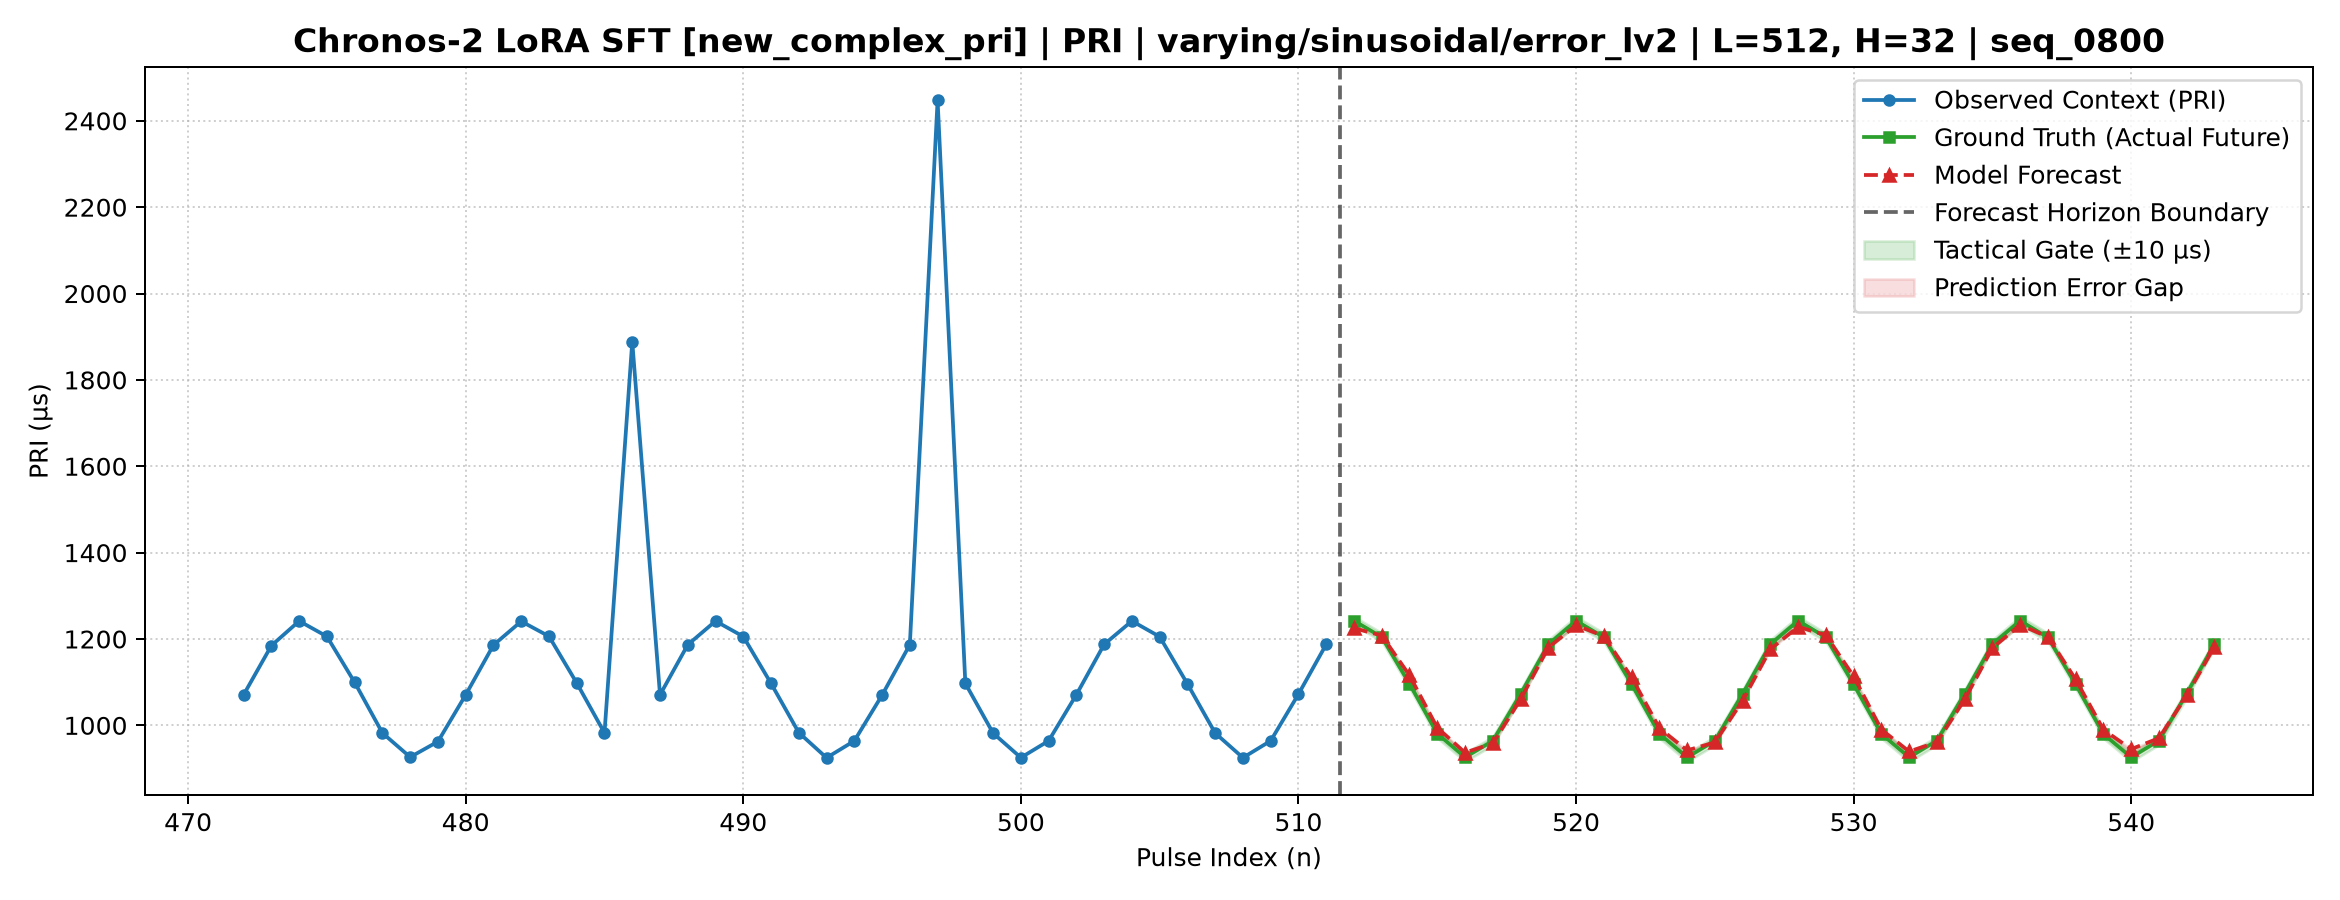 Chronos-2 LoRA SFT [new_complex_pri] | PRI | varying/sinusoidal/error_lv2 | L=512, H=32 | seq_0800
Observed Context (PRI)
Ground Truth (Actual Future)
Model Forecast
Forecast Horizon Boundary
Tactical Gate (±10 µs)
Prediction Error Gap
PRI (µs)
2400
2200
2000
1800
1600
1400
1200
1000
470 480 490 500 510 520 530 540
Pulse Index (n)